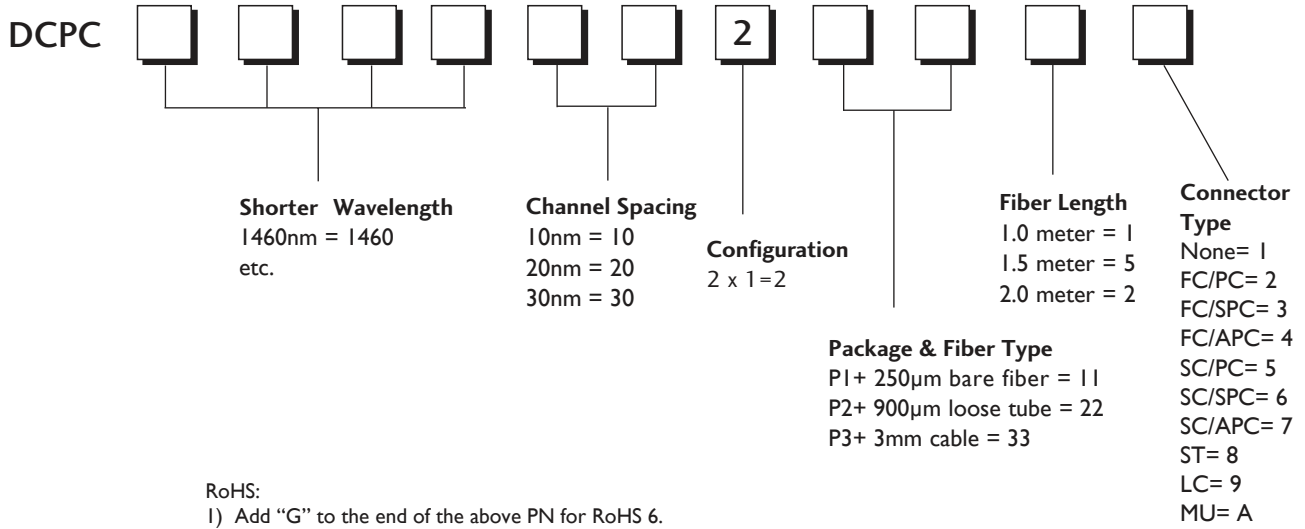 DCPC 2
Shorter Wavelength
1460nm = 1460
etc.
Channel Spacing
10nm = 10
20nm = 20
30nm = 30
Configuration
2 x 1=2
Package & Fiber Type
P1+ 250µm bare fiber = 11
P2+ 900µm loose tube = 22
P3+ 3mm cable = 33
Fiber Length
1.0 meter = 1
1.5 meter = 5
2.0 meter = 2
Connector
Type
None= 1
FC/PC= 2
FC/SPC= 3
FC/APC= 4
SC/PC= 5
SC/SPC= 6
SC/APC= 7
ST= 8
LC= 9
MU= A
RoHS:
1) Add “G” to the end of the above PN for RoHS 6.